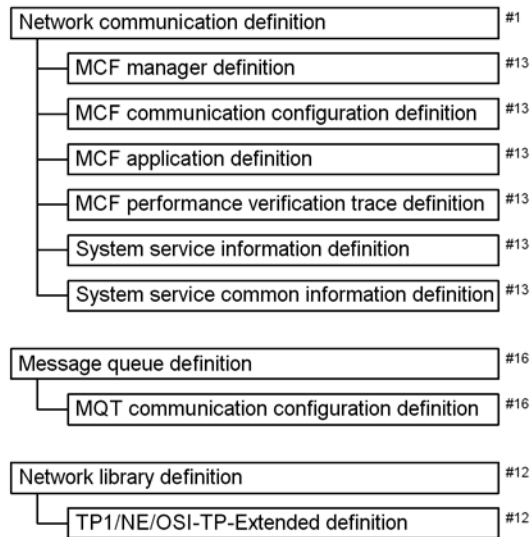 Network communication definition #1
MCF manager definition #13
MCF communication configuration definition #13
MCF application definition #13
MCF performance verification trace definition #13
System service information definition #13
System service common information definition #13
Message queue definition #16
MQT communication configuration definition #16
Network library definition #12
TP1/NE/OSI-TP-Extended definition #12